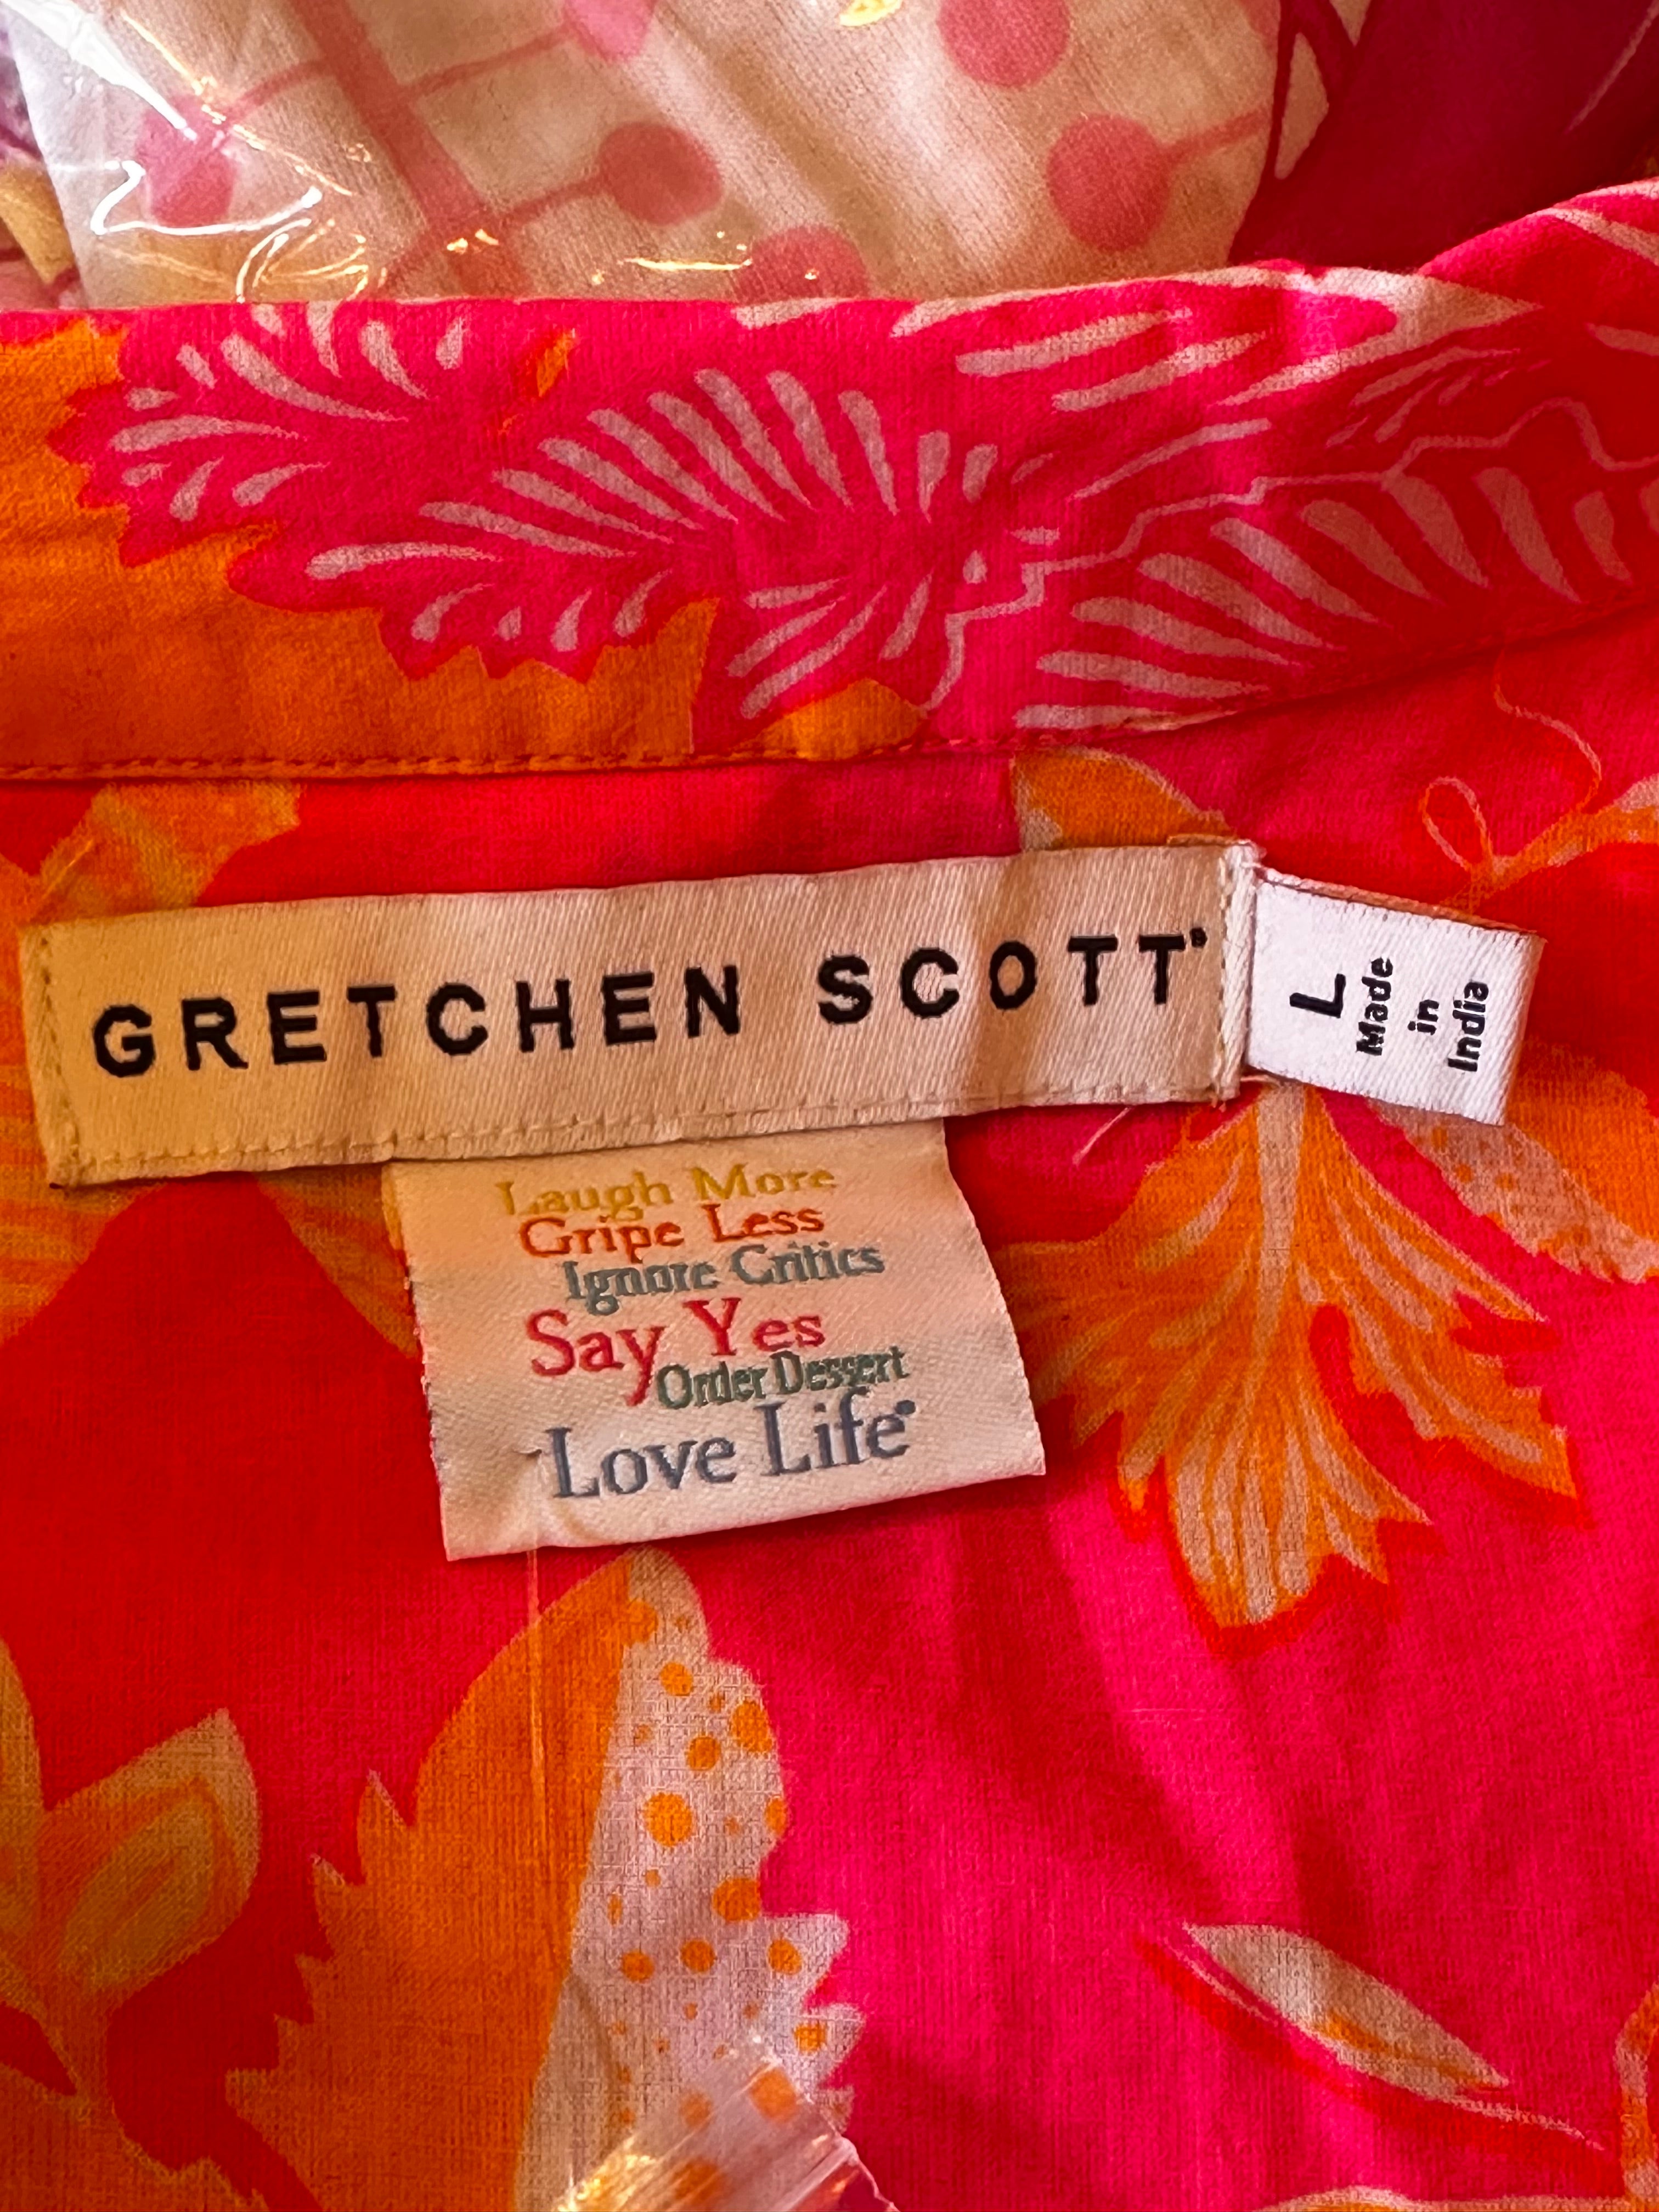 GRETCHEN SCOTT
L
Made
in
India
Laugh More
Gripe Less
Ignore Critics
Say Yes
Order Dessert
Love Life